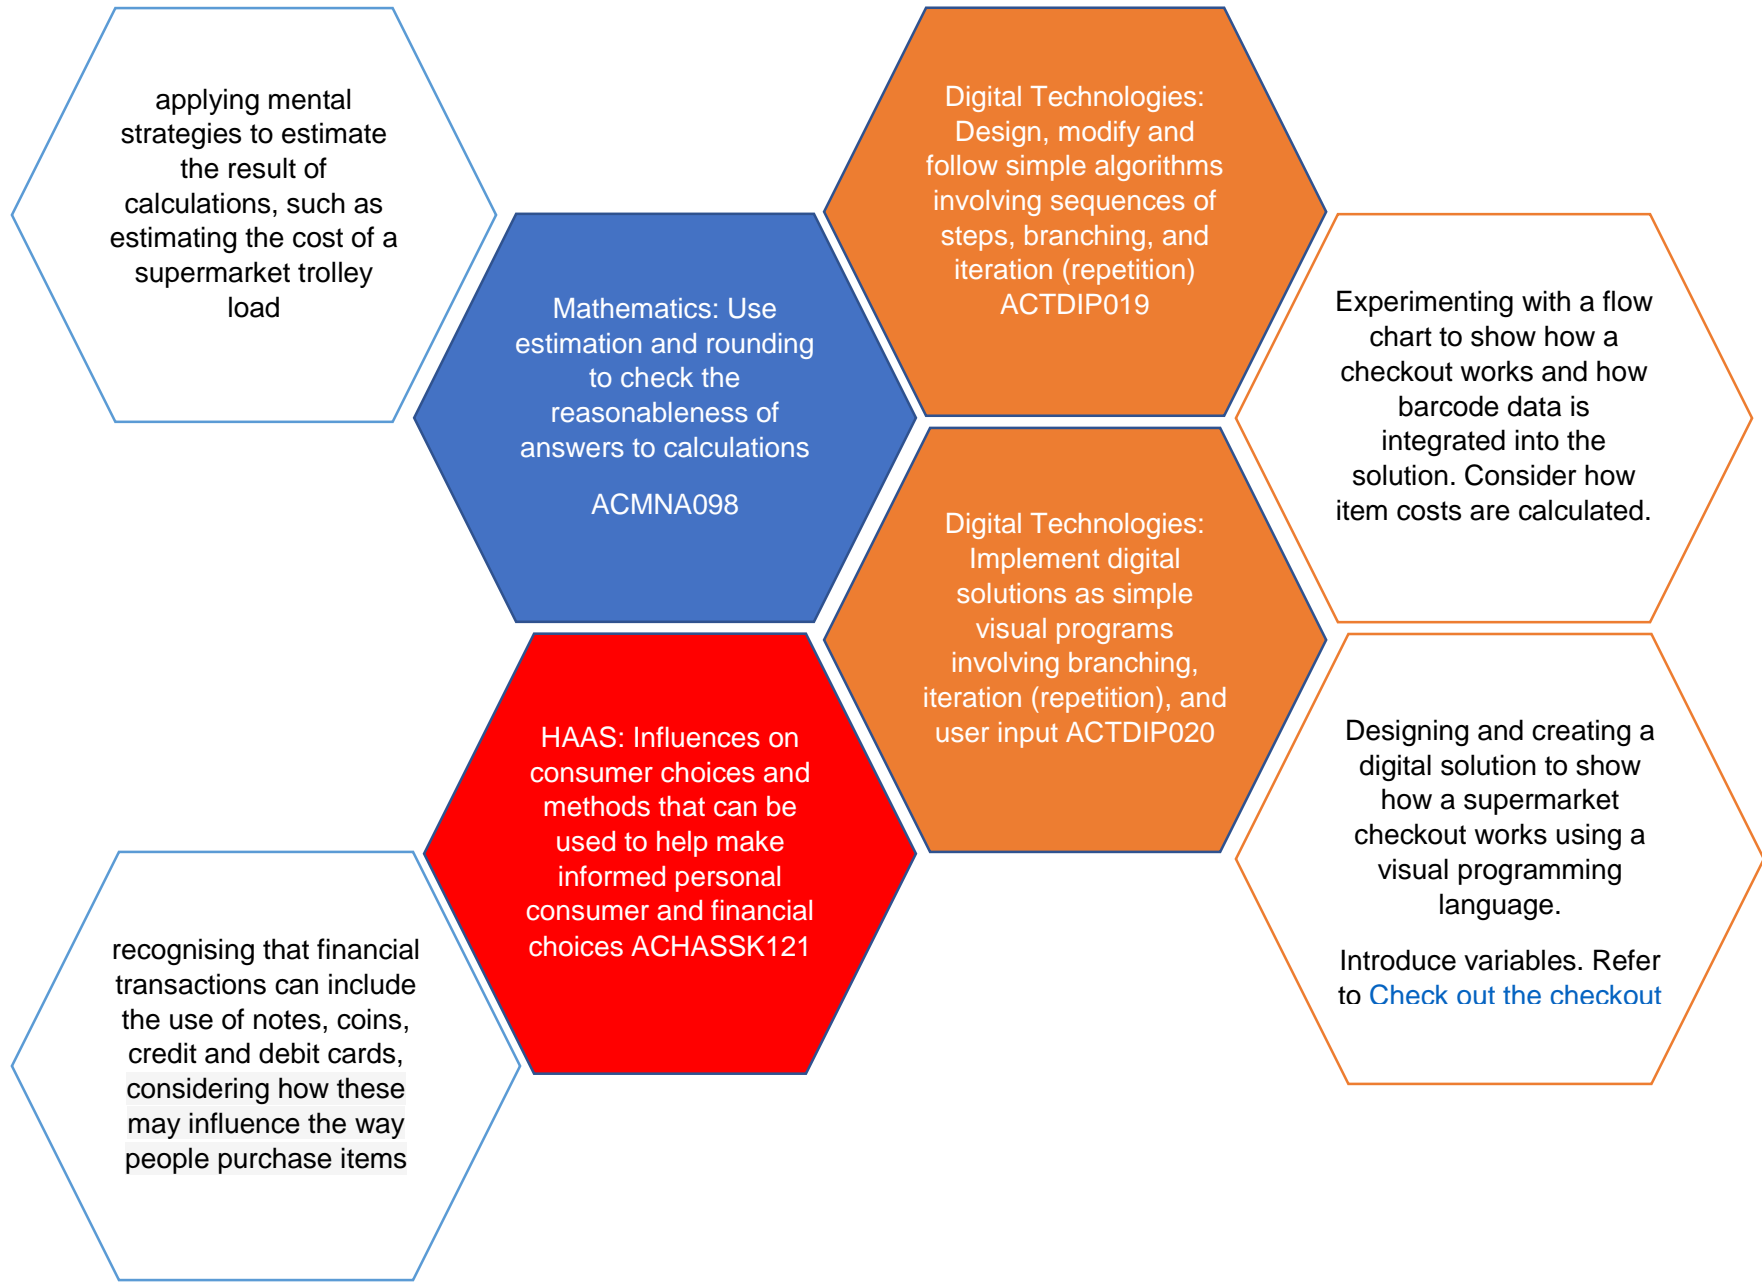 applying mental
strategies to estimate
the result of
calculations, such as
estimating the cost of a
supermarket trolley
load
Mathematics: Use
estimation and rounding
to check the
reasonableness of
answers to calculations
ACMNA098
Digital Technologies:
Design, modify and
follow simple algorithms
involving sequences of
steps, branching, and
iteration (repetition)
ACTDIP019
Experimenting with a flow
chart to show how a
checkout works and how
barcode data is
integrated into the
solution. Consider how
item costs are calculated.
Digital Technologies:
Implement digital
solutions as simple
visual programs
involving branching,
iteration (repetition), and
user input ACTDIP020
HAAS: Influences on
consumer choices and
methods that can be
used to help make
informed personal
consumer and financial
choices ACHASSK121
Designing and creating a
digital solution to show
how a supermarket
checkout works using a
visual programming
language.
Introduce variables. Refer
to Check out the checkout
recognising that financial
transactions can include
the use of notes, coins,
credit and debit cards,
considering how these
may influence the way
people purchase items